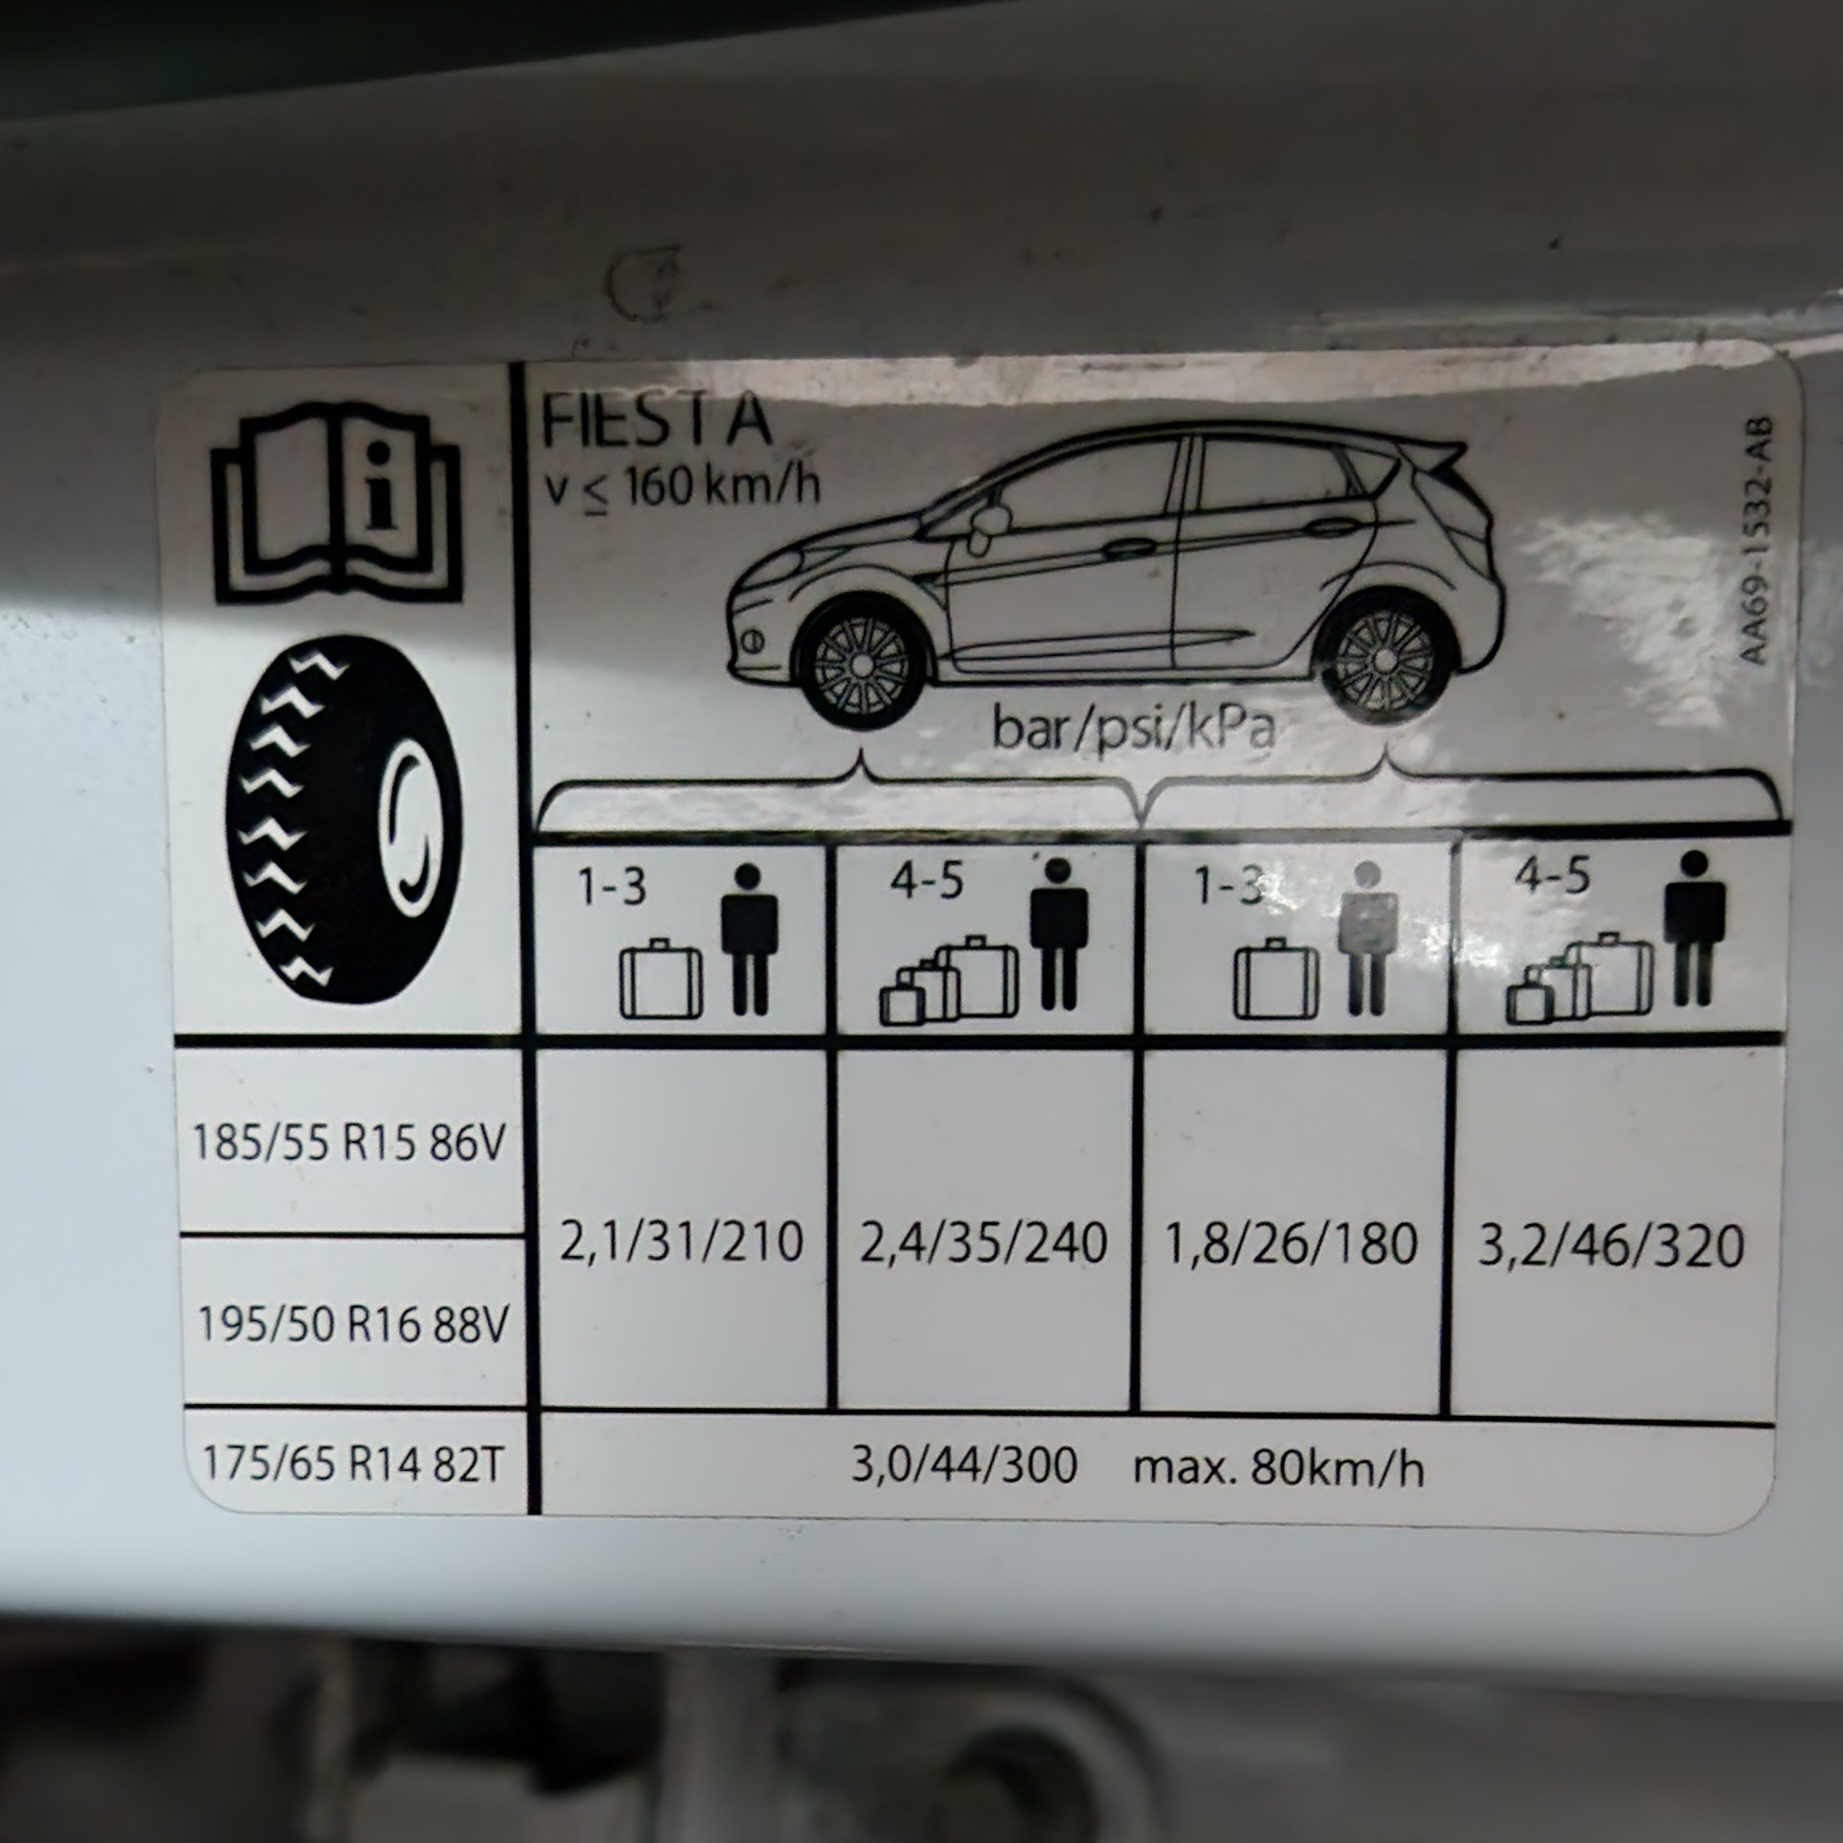 FIESTA
v ≤ 160 km/h
AA69-1532-AB
bar/psi/kPa
1-3
4-5
1-3
4-5
185/55 R15 86V
2,1/31/210
2,4/35/240
1,8/26/180
3,2/46/320
195/50 R16 88V
175/65 R14 82T
3,0/44/300 max. 80km/h